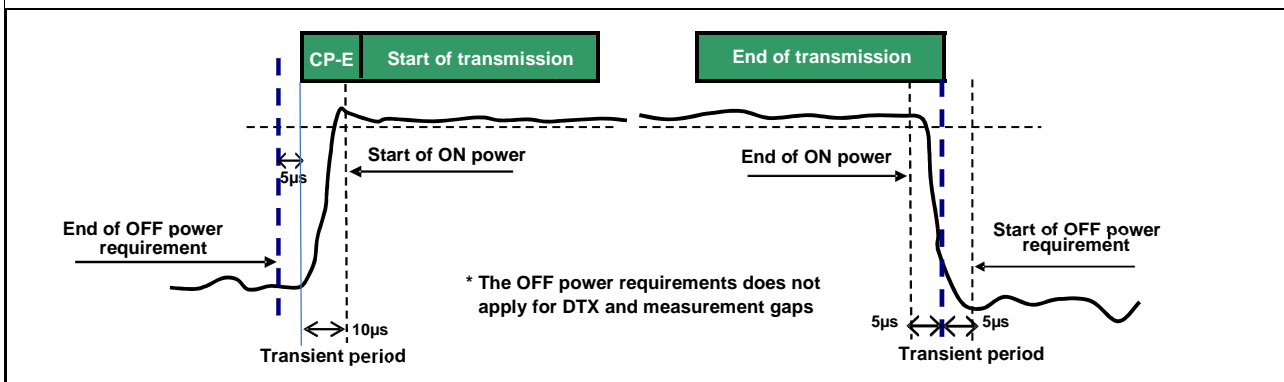 CP-E
Start of transmission
End of transmission
5µs
Start of ON power
End of ON power
End of OFF power
requirement
Start of OFF power
requirement
* The OFF power requirements does not
apply for DTX and measurement gaps
10µs
Transient period
5µs
5µs
Transient period